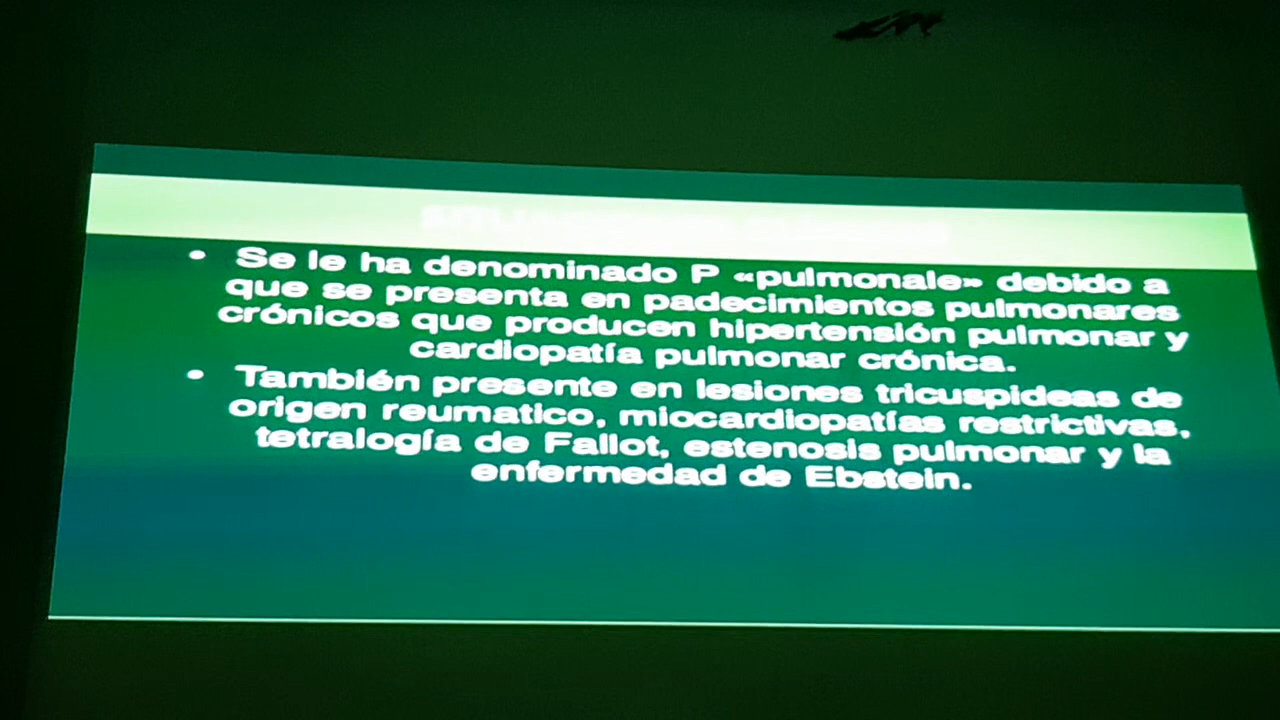 • Se le ha denominado P «pulmonale» debido a
que se presenta en padecimientos pulmonares
crónicos que producen hipertensión pulmonar y
cardiopatía pulmonar crónica.
• También presente en lesiones tricuspideas de
origen reumatico, miocardiopatías restrictivas,
tetralogía de Fallot, estenosis pulmonar y la
enfermedad de Ebstein.